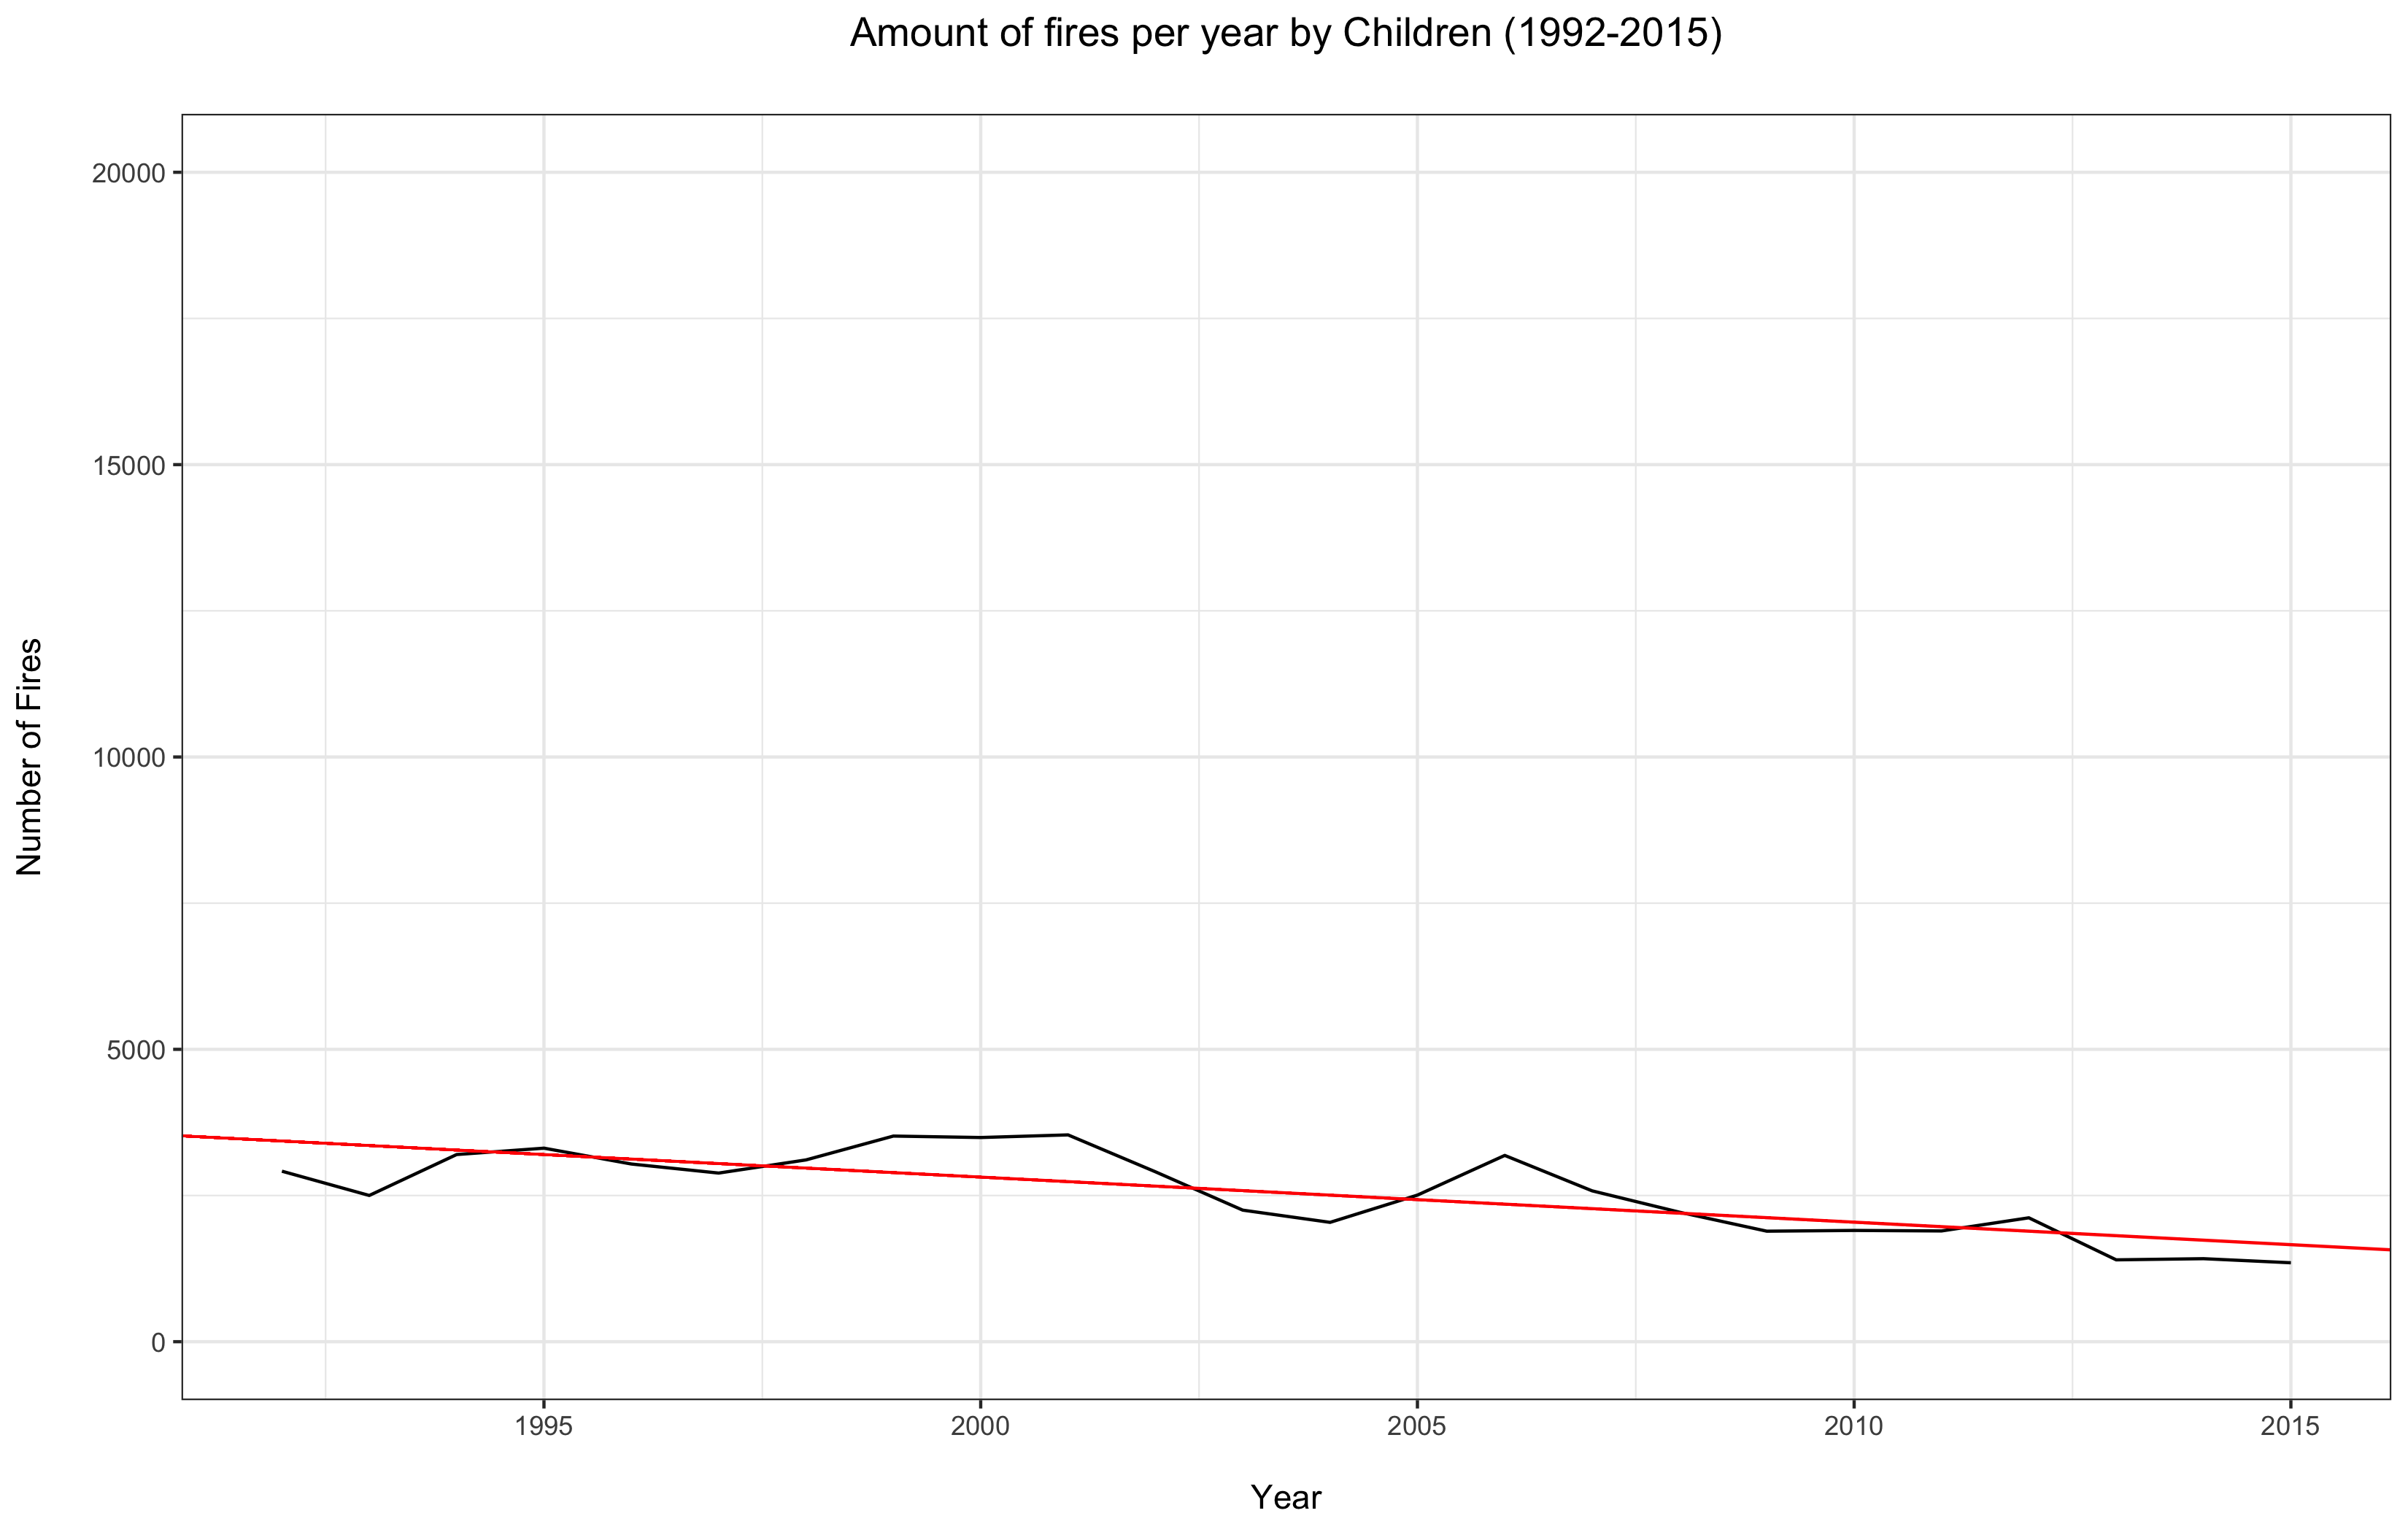 Amount of fires per year by Children (1992-2015)
20000
15000
10000
5000
0
Number of Fires
1995 2000 2005 2010 2015
Year